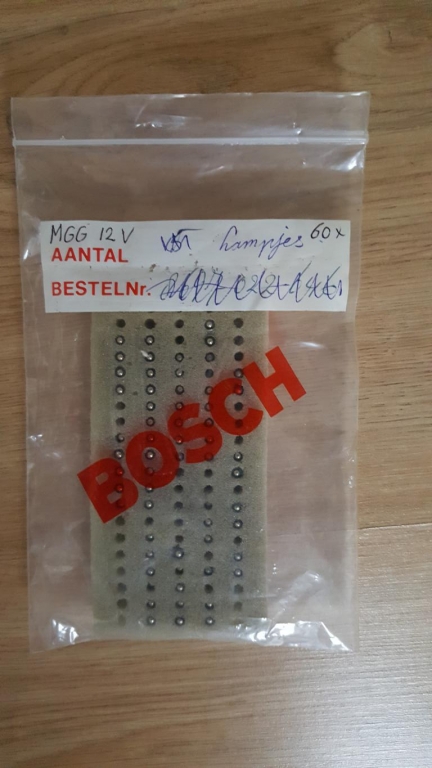 MGG 12 V Lampjes 60 x
AANTAL
BESTELNr.
BOSCH